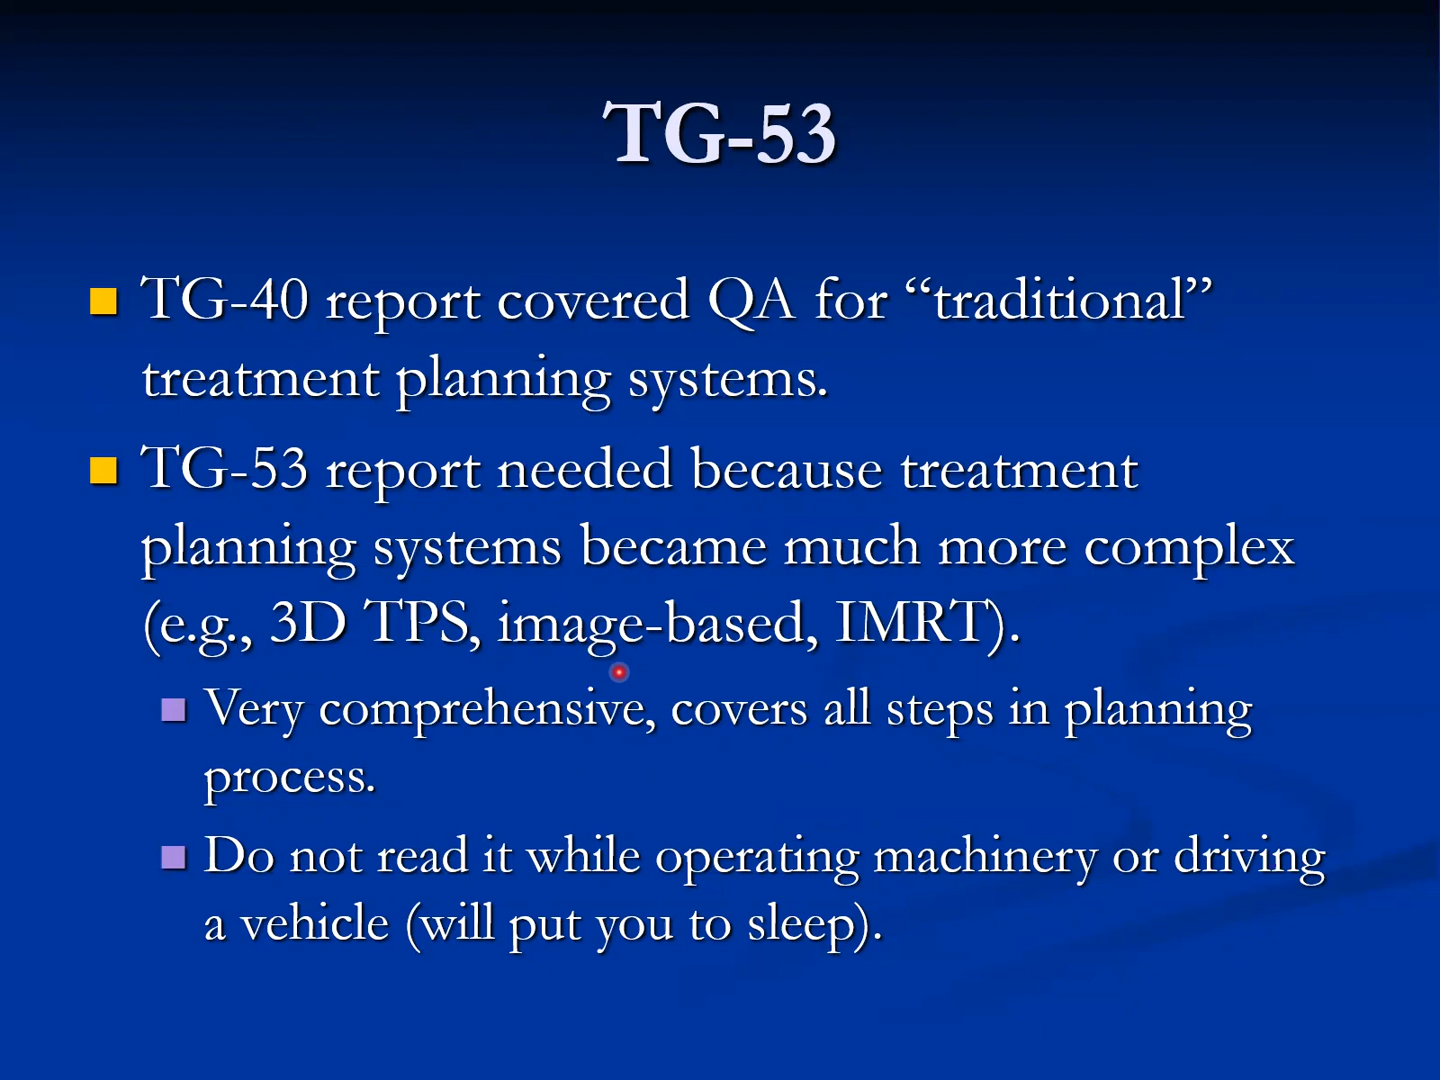 TG-53
TG-40 report covered QA for “traditional”
treatment planning systems.
TG-53 report needed because treatment
planning systems became much more complex
(e.g., 3D TPS, image-based, IMRT).
Very comprehensive, covers all steps in planning
process.
Do not read it while operating machinery or driving
a vehicle (will put you to sleep).